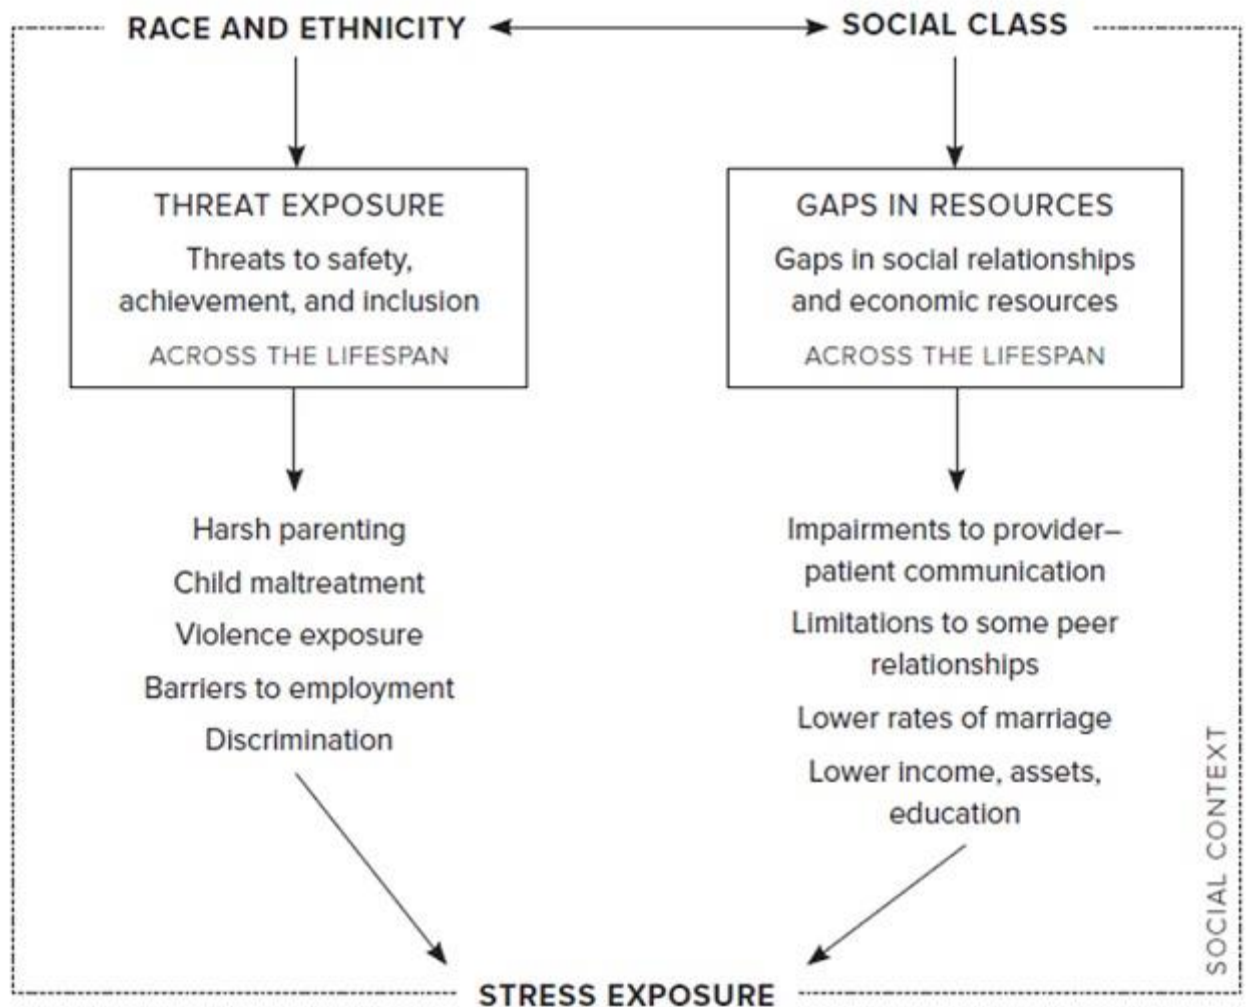 RACE AND ETHNICITY
SOCIAL CLASS
THREAT EXPOSURE
Threats to safety,
achievement, and inclusion
ACROSS THE LIFESPAN
GAPS IN RESOURCES
Gaps in social relationships
and economic resources
ACROSS THE LIFESPAN
Harsh parenting
Child maltreatment
Violence exposure
Barriers to employment
Discrimination
Impairments to provider–
patient communication
Limitations to some peer
relationships
Lower rates of marriage
Lower income, assets,
education
SOCIAL CONTEXT
STRESS EXPOSURE